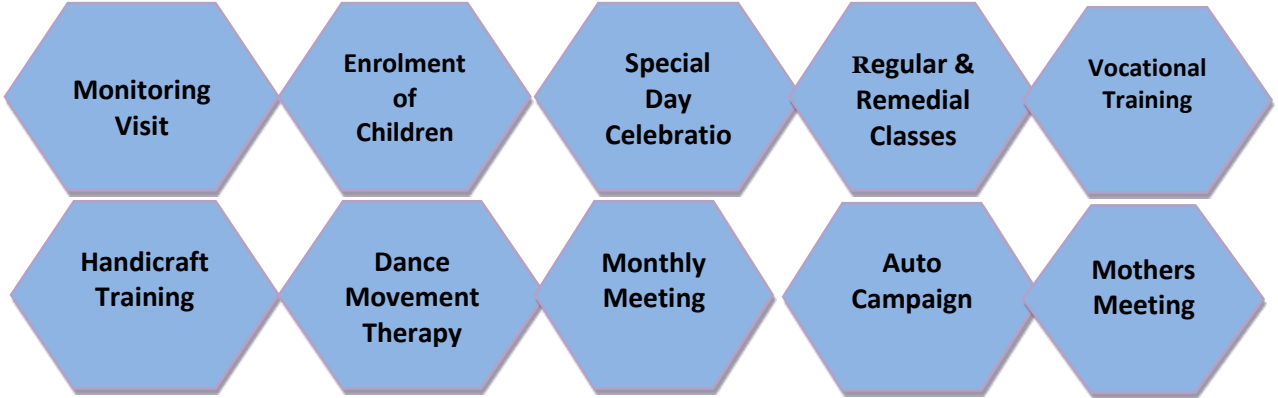 Monitoring
Visit
Enrolment
of
Children
Special
Day
Celebratio
Regular &
Remedial
Classes
Vocational
Training
Handicraft
Training
Dance
Movement
Therapy
Monthly
Meeting
Auto
Campaign
Mothers
Meeting